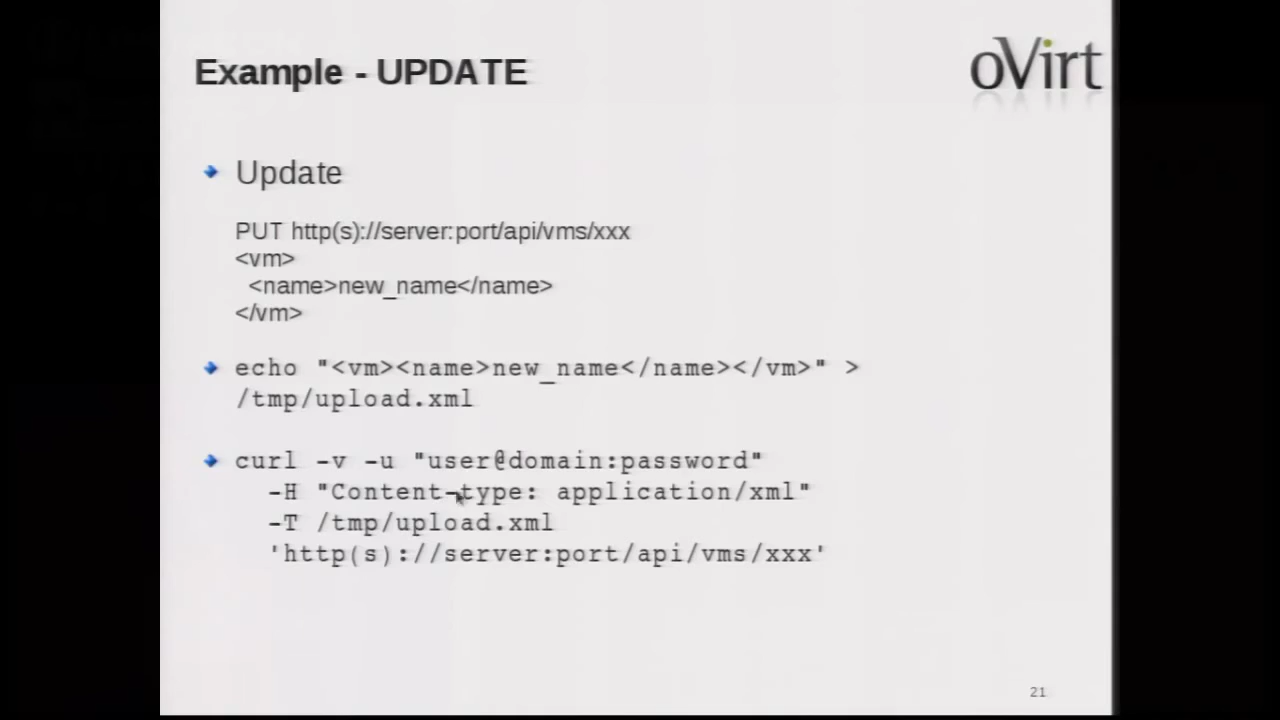 Example - UPDATE
oVirt
Update
PUT http(s)://server:port/api/vms/xxx
<vm>
<name>new_name</name>
</vm>
echo "<vm><name>new_name</name></vm>" >
/tmp/upload.xml
curl -v -u "user@domain:password"
-H "Content-type: application/xml"
-T /tmp/upload.xml
'http(s)://server:port/api/vms/xxx'
21